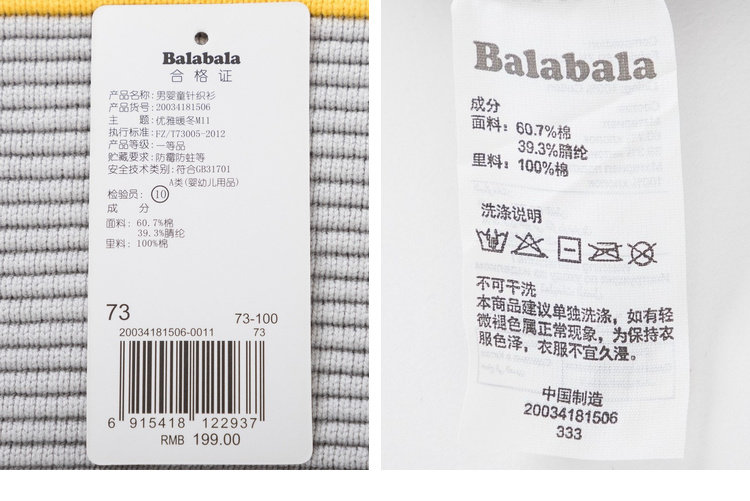 Balabala
合格证
产品名称:男婴童针织衫
产品货号:20034181506
主 题:优雅暖冬M11
执行标准:FZ/T73005-2012
产品等级:一等品
贮藏要求:防霉防蛀等
安全技术类别:符合GB31701
A类(婴幼儿用品)
检验员: 10
成 分
面料: 60.7%棉
39.3%腈纶
里料: 100%棉
73
73-100
20034181506-0011 73
6 915418 122937
RMB 199.00
Balabala
成分
面料: 60.7%棉
39.3%腈纶
里料: 100%棉
洗涤说明
不可干洗
本商品建议单独洗涤,如有轻
微褪色属正常现象,为保持衣
服色泽,衣服不宜久浸。
中国制造
20034181506
333